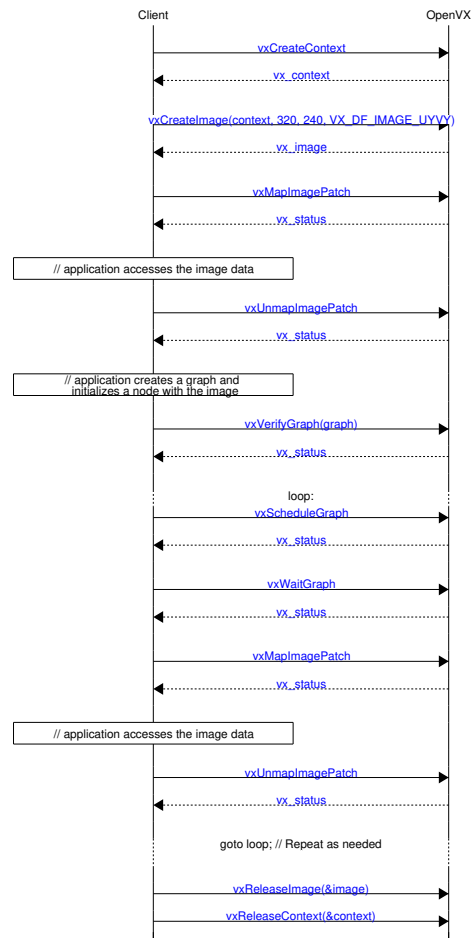 Client OpenVX
vxCreateContext
vx_context
vxCreateImage(context, 320, 240, VX_DF_IMAGE_UYVY)
vx_image
vxMapImagePatch
vx_status
// application accesses the image data
vxUnmapImagePatch
vx_status
// application creates a graph and
initializes a node with the image
vxVerifyGraph(graph)
vx_status
loop:
vxScheduleGraph
vx_status
vxWaitGraph
vx_status
vxMapImagePatch
vx_status
// application accesses the image data
vxUnmapImagePatch
vx_status
goto loop; // Repeat as needed
vxReleaseImage(&image)
vxReleaseContext(&context)